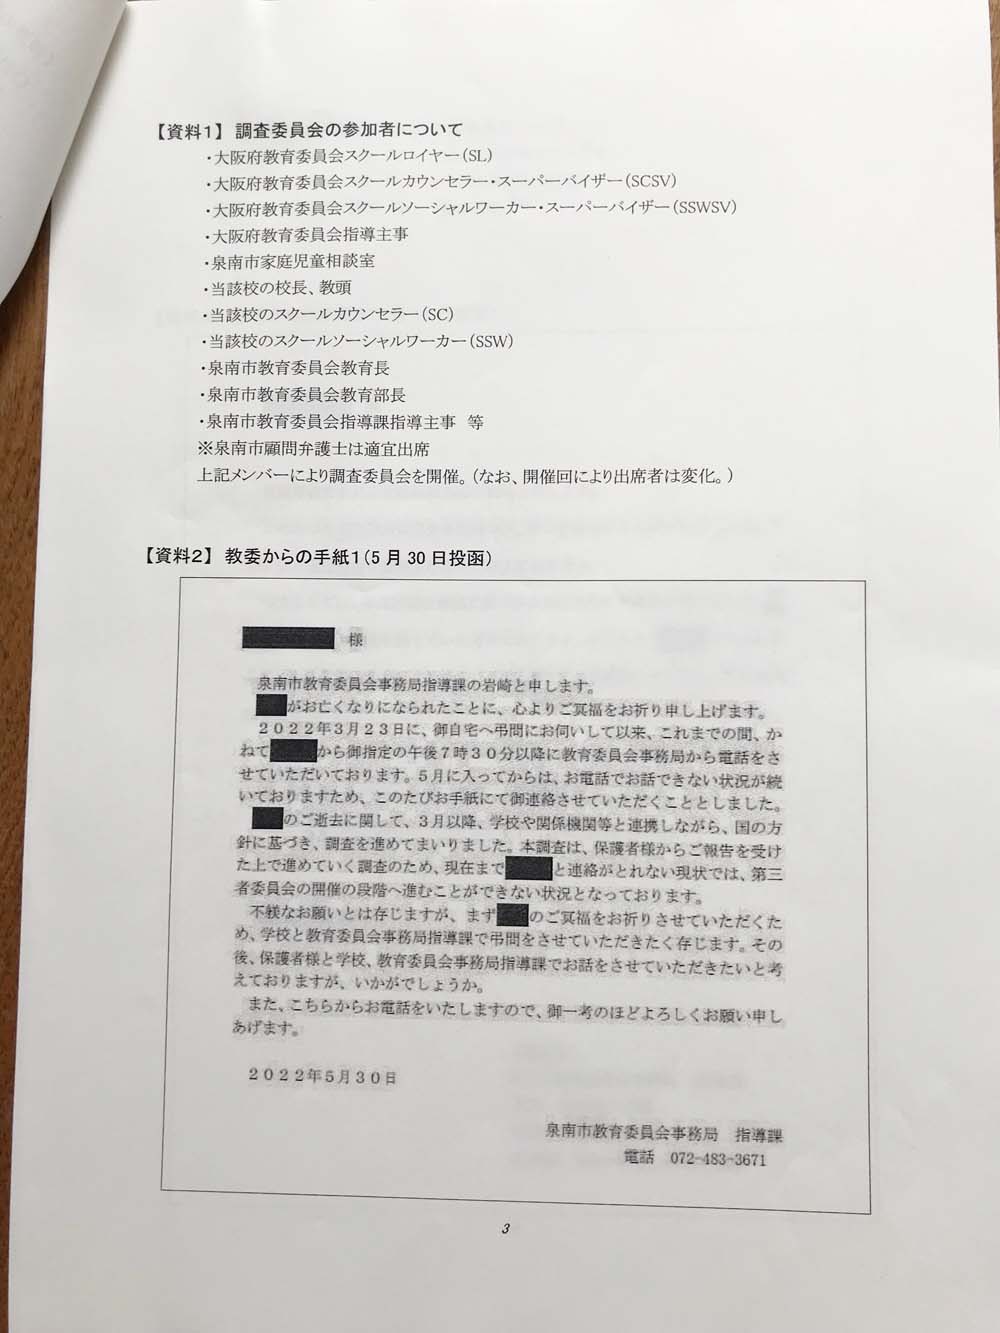 【資料1】 調査委員会の参加者について
・大阪府教育委員会スクールロイヤー(SL)
・大阪府教育委員会スクールカウンセラー・スーパーバイザー(SCSV)
・大阪府教育委員会スクールソーシャルワーカー・スーパーバイザー(SSWSV)
・大阪府教育委員会指導主事
・泉南市家庭児童相談室
・当該校の校長、教頭
・当該校のスクールカウンセラー(SC)
・当該校のスクールソーシャルワーカー(SSW)
・泉南市教育委員会教育長
・泉南市教育委員会教育部長
・泉南市教育委員会指導課指導主事 等
※泉南市顧問弁護士は適宜出席
上記メンバーにより調査委員会を開催。(なお、開催回により出席者は変化。)
【資料2】 教委からの手紙1(5月30日投函)
様
泉南市教育委員会事務局指導課の岩崎と申します。
がお亡くなりになられたことに、心よりご冥福をお祈り申し上げます。
2022年3月23日に、御自宅へ弔問にお伺いして以来、これまでの間、か
ねて から御指定の午後7時30分以降に教育委員会事務局から電話をさ
せていただいております。5月に入ってからは、お電話でお話できない状況が続
いておりますため、このたびお手紙にて御連絡させていただくこととしました。
のご逝去に関して、3月以降、学校や関係機関等と連携しながら、国の方
針に基づき、調査を進めてまいりました。本調査は、保護者様からご報告を受け
た上で進めていく調査のため、現在まで と連絡がとれない現状では、第三
者委員会の開催の段階へ進むことができない状況となっております。
不躾なお願いとは存じますが、まず のご冥福をお祈りさせていただくた
め、学校と教育委員会事務局指導課で弔問をさせていただきたく存じます。その
後、保護者様と学校、教育委員会事務局指導課でお話をさせていただきたいと考
えておりますが、いかがでしょうか。
また、こちらからお電話をいたしますので、御一考のほどよろしくお願い申し
あげます。
2022年5月30日
泉南市教育委員会事務局 指導課
電話 072-483-3671
3